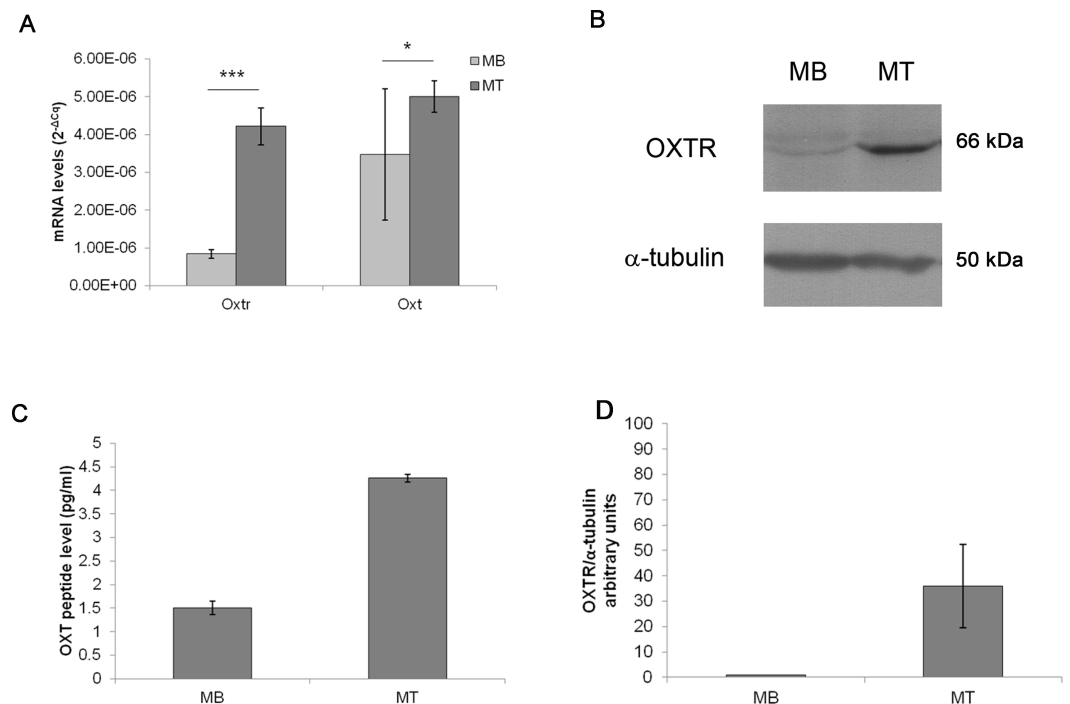 A
mRNA levels (2^-ΔCq)
6.00E-06
5.00E-06
4.00E-06
3.00E-06
2.00E-06
1.00E-06
0.00E+00
***
*
MB
MT
Oxtr
Oxt
B
MB MT
OXTR
66 kDa
α-tubulin
50 kDa
C
OXT peptide level (pg/ml)
5
4.5
4
3.5
3
2.5
2
1.5
1
0.5
0
MB
MT
D
OXTR/α-tubulin
arbitrary units
100
90
80
70
60
50
40
30
20
10
0
MB
MT